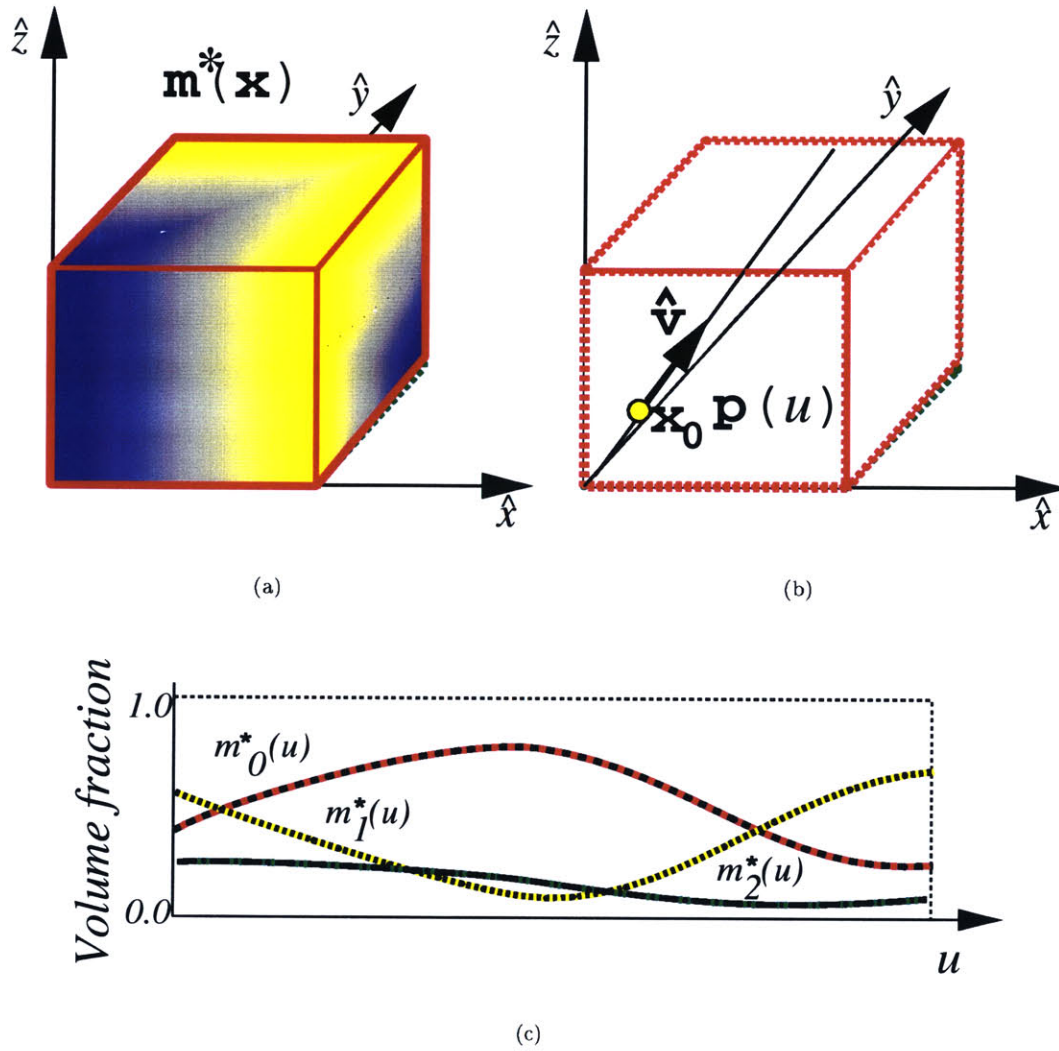 ẑ
m*(x)
ŷ
x̂
(a)
ẑ
ŷ
v̂
x₀ p(u)
x̂
(b)
Volume fraction
1.0
0.0
m*₀(u)
m*₁(u)
m*₂(u)
u
(c)